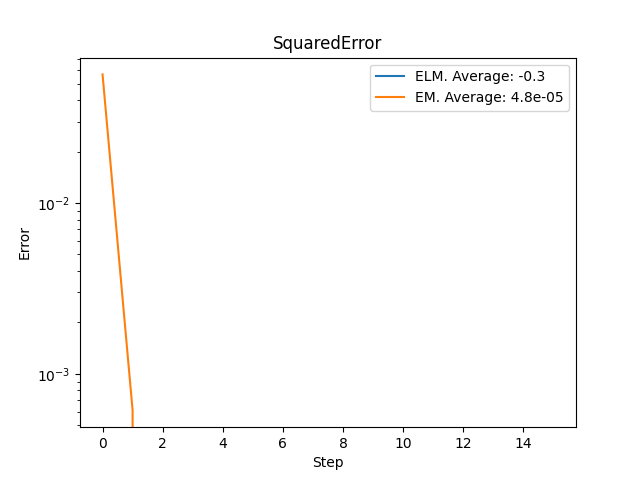 SquaredError
ELM. Average: -0.3
EM. Average: 4.8e-05
Error
10⁻²
10⁻³
0 2 4 6 8 10 12 14
Step